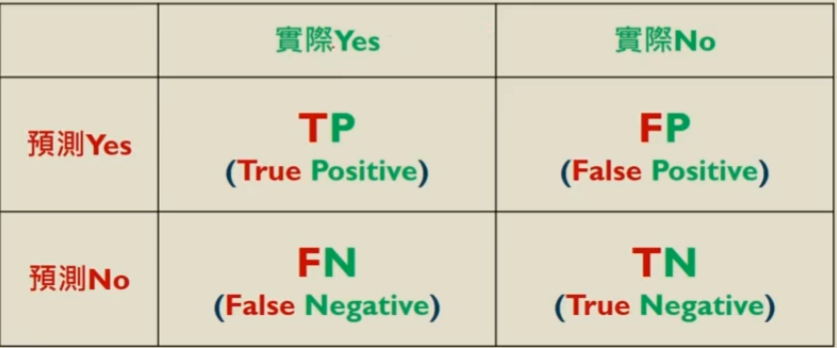 實際Yes 實際No
預測Yes TP FP
(True Positive) (False Positive)
預測No FN TN
(False Negative) (True Negative)